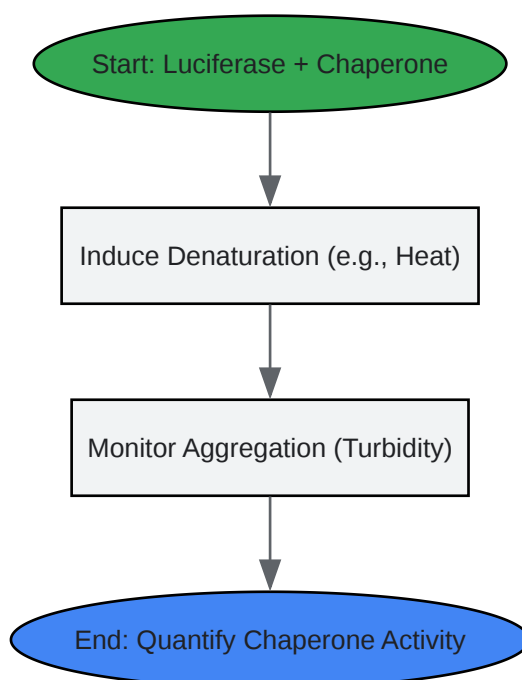 Start: Luciferase + Chaperone
Induce Denaturation (e.g., Heat)
Monitor Aggregation (Turbidity)
End: Quantify Chaperone Activity